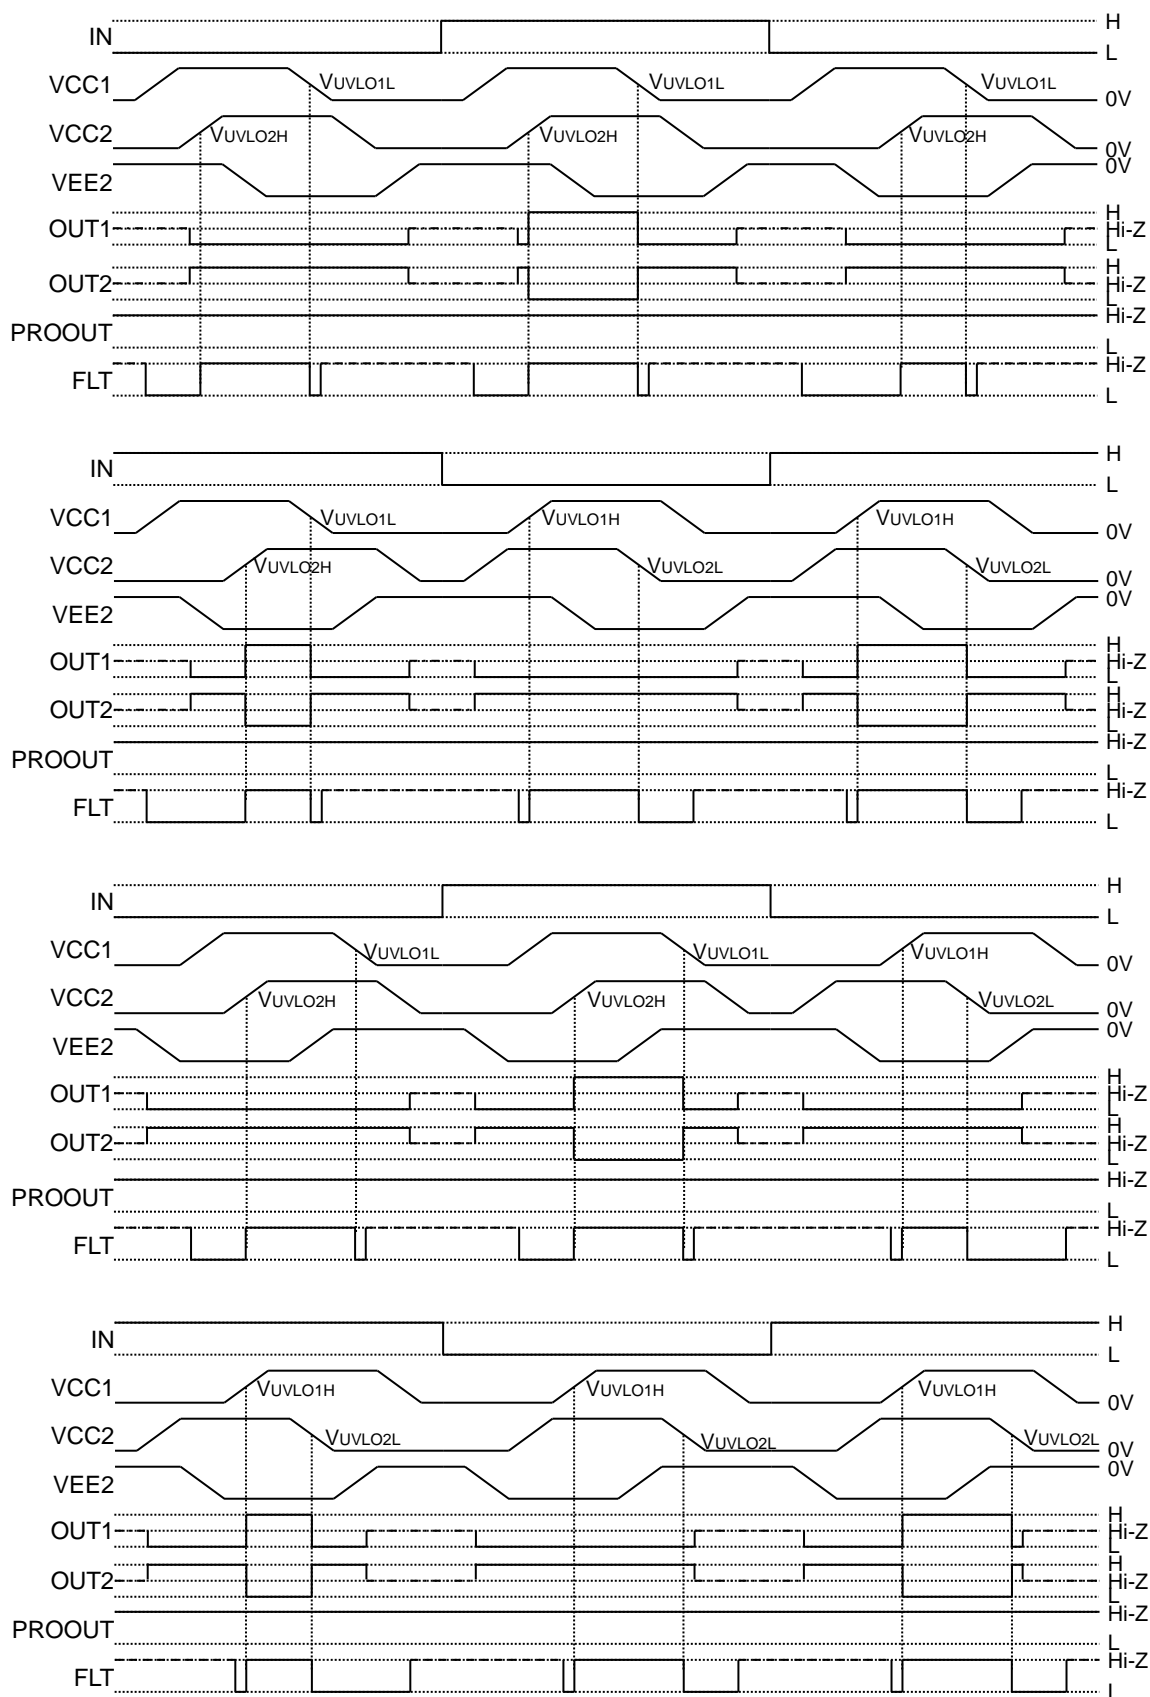 IN H
L
VCC1 VUVLO1L VUVLO1L VUVLO1L 0V
VCC2 VUVLO2H VUVLO2H VUVLO2H 0V
VEE2 0V
OUT1 H
Hi-Z
L
OUT2 H
Hi-Z
L
PROOUT Hi-Z
L
FLT Hi-Z
L
IN H
L
VCC1 VUVLO1L VUVLO1H VUVLO1H 0V
VCC2 VUVLO2H VUVLO2L VUVLO2L 0V
VEE2 0V
OUT1 H
Hi-Z
L
OUT2 H
Hi-Z
L
PROOUT Hi-Z
L
FLT Hi-Z
L
IN H
L
VCC1 VUVLO1L VUVLO1L VUVLO1H 0V
VCC2 VUVLO2H VUVLO2H VUVLO2L 0V
VEE2 0V
OUT1 H
Hi-Z
L
OUT2 H
Hi-Z
L
PROOUT Hi-Z
L
FLT Hi-Z
L
IN H
L
VCC1 VUVLO1H VUVLO1H VUVLO1H 0V
VCC2 VUVLO2L VUVLO2L VUVLO2L 0V
VEE2 0V
OUT1 H
Hi-Z
L
OUT2 H
Hi-Z
L
PROOUT Hi-Z
L
FLT Hi-Z
L